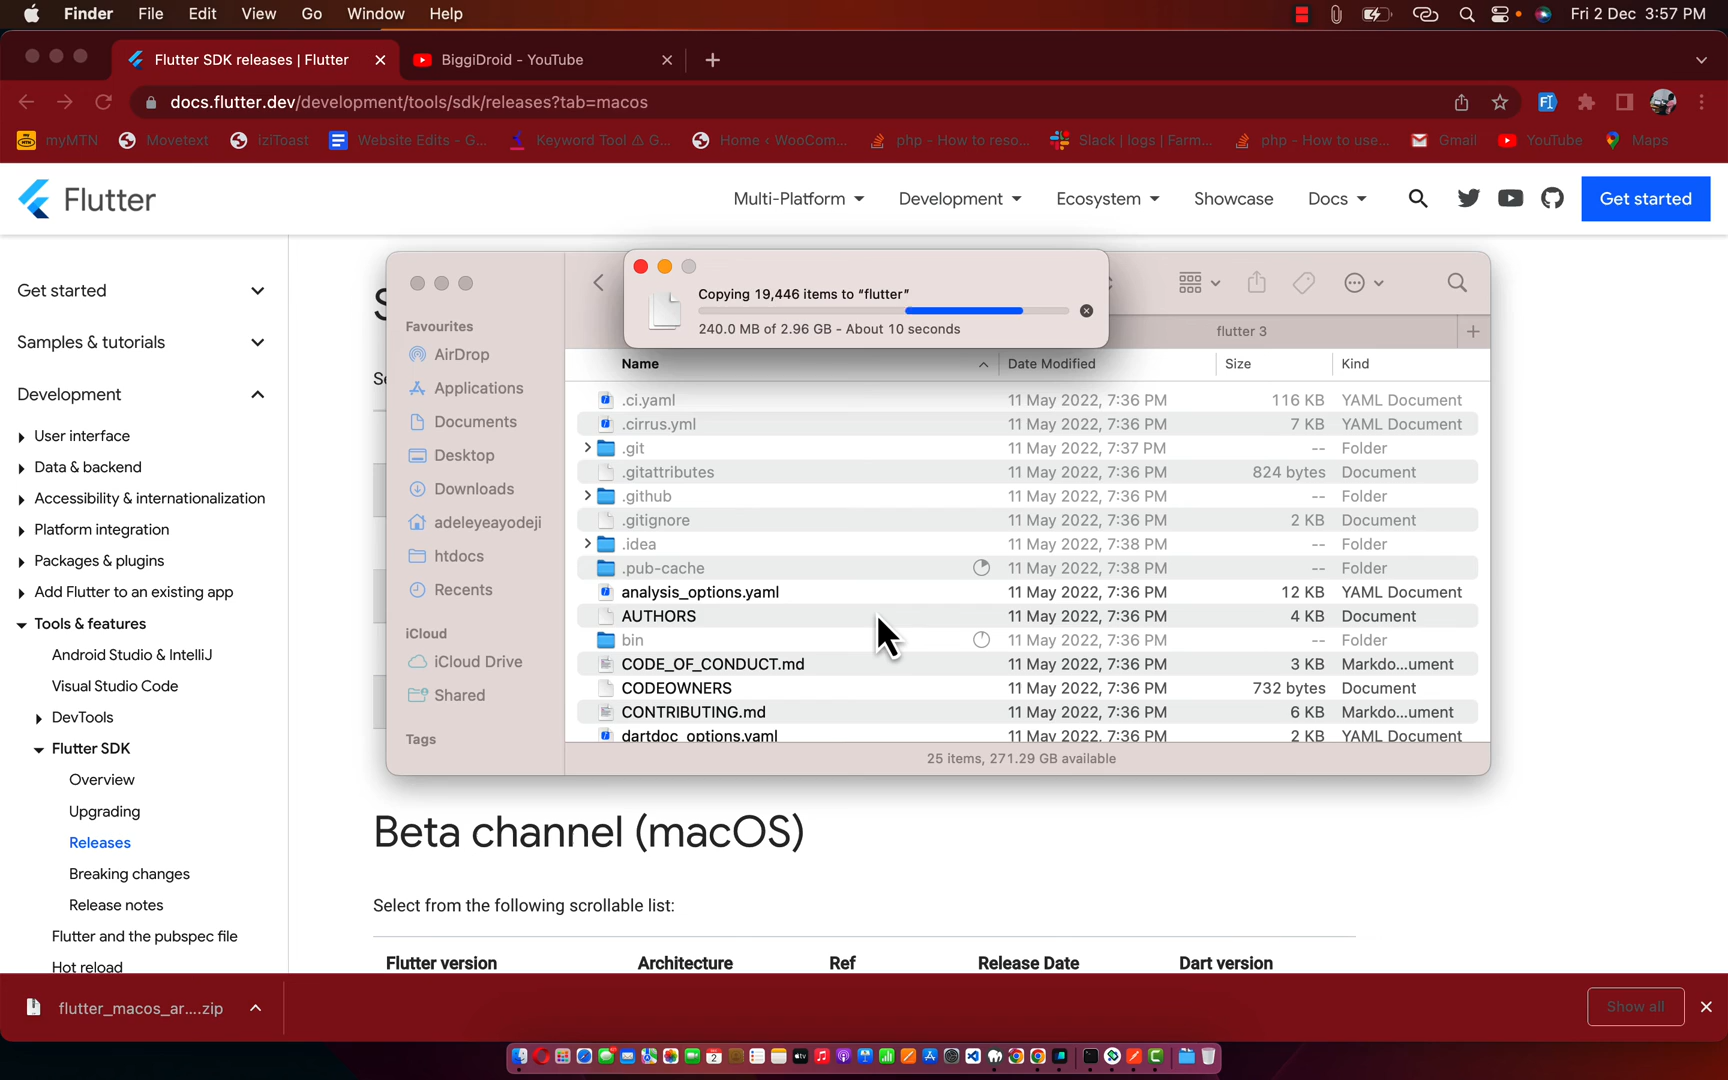 Finder File Edit View Go Window Help Fri 2 Dec 3:57 PM
Flutter SDK releases | Flutter BiggiDroid - YouTube
docs.flutter.dev/development/tools/sdk/releases?tab=macos
myMTN Movetext iziToast Website Edits - G... Keyword Tool ⚠ G... Home ‹ WooCom... php - How to reso... Slack | logs | Farm... php - How to use... Gmail YouTube Maps
Flutter Multi-Platform Development Ecosystem Showcase Docs Get started
Get started
Samples & tutorials
Development
User interface
Data & backend
Accessibility & internationalization
Platform integration
Packages & plugins
Add Flutter to an existing app
Tools & features
Android Studio & IntelliJ
Visual Studio Code
DevTools
Flutter SDK
Overview
Upgrading
Releases
Breaking changes
Release notes
Flutter and the pubspec file
Hot reload
Copying 19,446 items to “flutter”
240.0 MB of 2.96 GB - About 10 seconds
flutter 3
Favourites
AirDrop
Applications
Documents
Desktop
Downloads
adeleyeayodeji
htdocs
Recents
iCloud
iCloud Drive
Shared
Tags
Name Date Modified Size Kind
.ci.yaml 11 May 2022, 7:36 PM 116 KB YAML Document
.cirrus.yml 11 May 2022, 7:36 PM 7 KB YAML Document
.git 11 May 2022, 7:37 PM -- Folder
.gitattributes 11 May 2022, 7:36 PM 824 bytes Document
.github 11 May 2022, 7:36 PM -- Folder
.gitignore 11 May 2022, 7:36 PM 2 KB Document
.idea 11 May 2022, 7:38 PM -- Folder
.pub-cache 11 May 2022, 7:38 PM -- Folder
analysis_options.yaml 11 May 2022, 7:36 PM 12 KB YAML Document
AUTHORS 11 May 2022, 7:36 PM 4 KB Document
bin 11 May 2022, 7:36 PM -- Folder
CODE_OF_CONDUCT.md 11 May 2022, 7:36 PM 3 KB Markdo...ument
CODEOWNERS 11 May 2022, 7:36 PM 732 bytes Document
CONTRIBUTING.md 11 May 2022, 7:36 PM 6 KB Markdo...ument
dartdoc_options.yaml 11 May 2022, 7:36 PM 2 KB YAML Document
25 items, 271.29 GB available
Beta channel (macOS)
Select from the following scrollable list:
Flutter version Architecture Ref Release Date Dart version
flutter_macos_ar....zip Show all